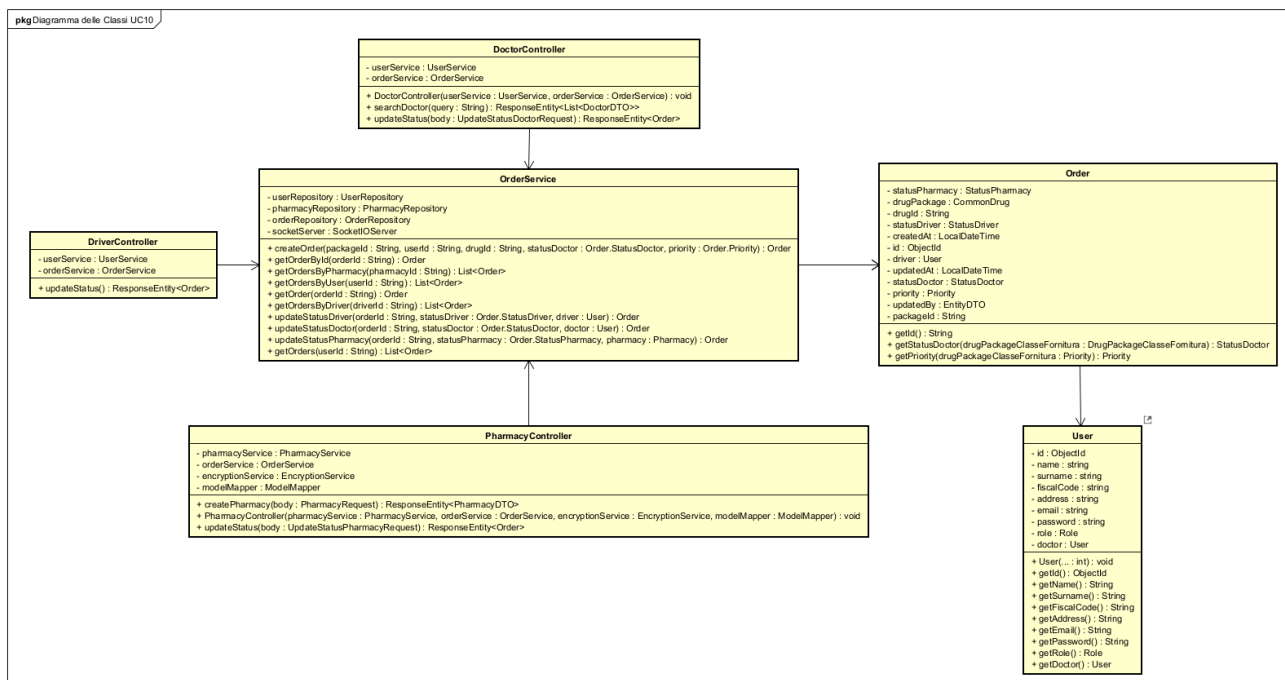 pkg Diagramma delle Classi UC10
DoctorController
- userService : UserService
- orderService : OrderService
+ DoctorController(userService : UserService, orderService : OrderService) : void
+ searchDoctor(query : String) : ResponseEntity<List<DoctorDTO>>
+ updateStatus(body : UpdateStatusDoctorRequest) : ResponseEntity<Order>
OrderService
- userRepository : UserRepository
- pharmacyRepository : PharmacyRepository
- orderRepository : OrderRepository
- socketServer : SocketIOServer
+ createOrder(packageId : String, userId : String, drugId : String, statusDoctor : Order.StatusDoctor, priority : Order.Priority) : Order
+ getOrderById(orderId : String) : Order
+ getOrdersByPharmacy(pharmacyId : String) : List<Order>
+ getOrdersByUser(userId : String) : List<Order>
+ getOrder(orderId : String) : Order
+ getOrdersByDriver(driverId : String) : List<Order>
+ updateStatusDriver(orderId : String, statusDriver : Order.StatusDriver, driver : User) : Order
+ updateStatusDoctor(orderId : String, statusDoctor : Order.StatusDoctor, doctor : User) : Order
+ updateStatusPharmacy(orderId : String, statusPharmacy : Order.StatusPharmacy, pharmacy : Pharmacy) : Order
+ getOrders(userId : String) : List<Order>
Order
- statusPharmacy : StatusPharmacy
- drugPackage : CommonDrug
- drugId : String
- statusDriver : StatusDriver
- createdAt : LocalDateTime
- id : ObjectId
- driver : User
- updatedAt : LocalDateTime
- statusDoctor : StatusDoctor
- priority : Priority
- updatedBy : EntityDTO
- packageId : String
+ getId() : String
+ getStatusDoctor(drugPackageClasseFornitura : DrugPackageClasseFornitura) : StatusDoctor
+ getPriority(drugPackageClasseFornitura : Priority) : Priority
DriverController
- userService : UserService
- orderService : OrderService
+ updateStatus() : ResponseEntity<Order>
PharmacyController
- pharmacyService : PharmacyService
- orderService : OrderService
- encryptionService : EncryptionService
- modelMapper : ModelMapper
+ createPharmacy(body : PharmacyRequest) : ResponseEntity<PharmacyDTO>
+ PharmacyController(pharmacyService : PharmacyService, orderService : OrderService, encryptionService : EncryptionService, modelMapper : ModelMapper) : void
+ updateStatus(body : UpdateStatusPharmacyRequest) : ResponseEntity<Order>
User
- id : ObjectId
- name : string
- surname : string
- fiscalCode : string
- address : string
- email : string
- password : string
- role : Role
- doctor : User
+ User(... : int) : void
+ getId() : ObjectId
+ getName() : String
+ getSurname() : String
+ getFiscalCode() : String
+ getAddress() : String
+ getEmail() : String
+ getPassword() : String
+ getRole() : Role
+ getDoctor() : User